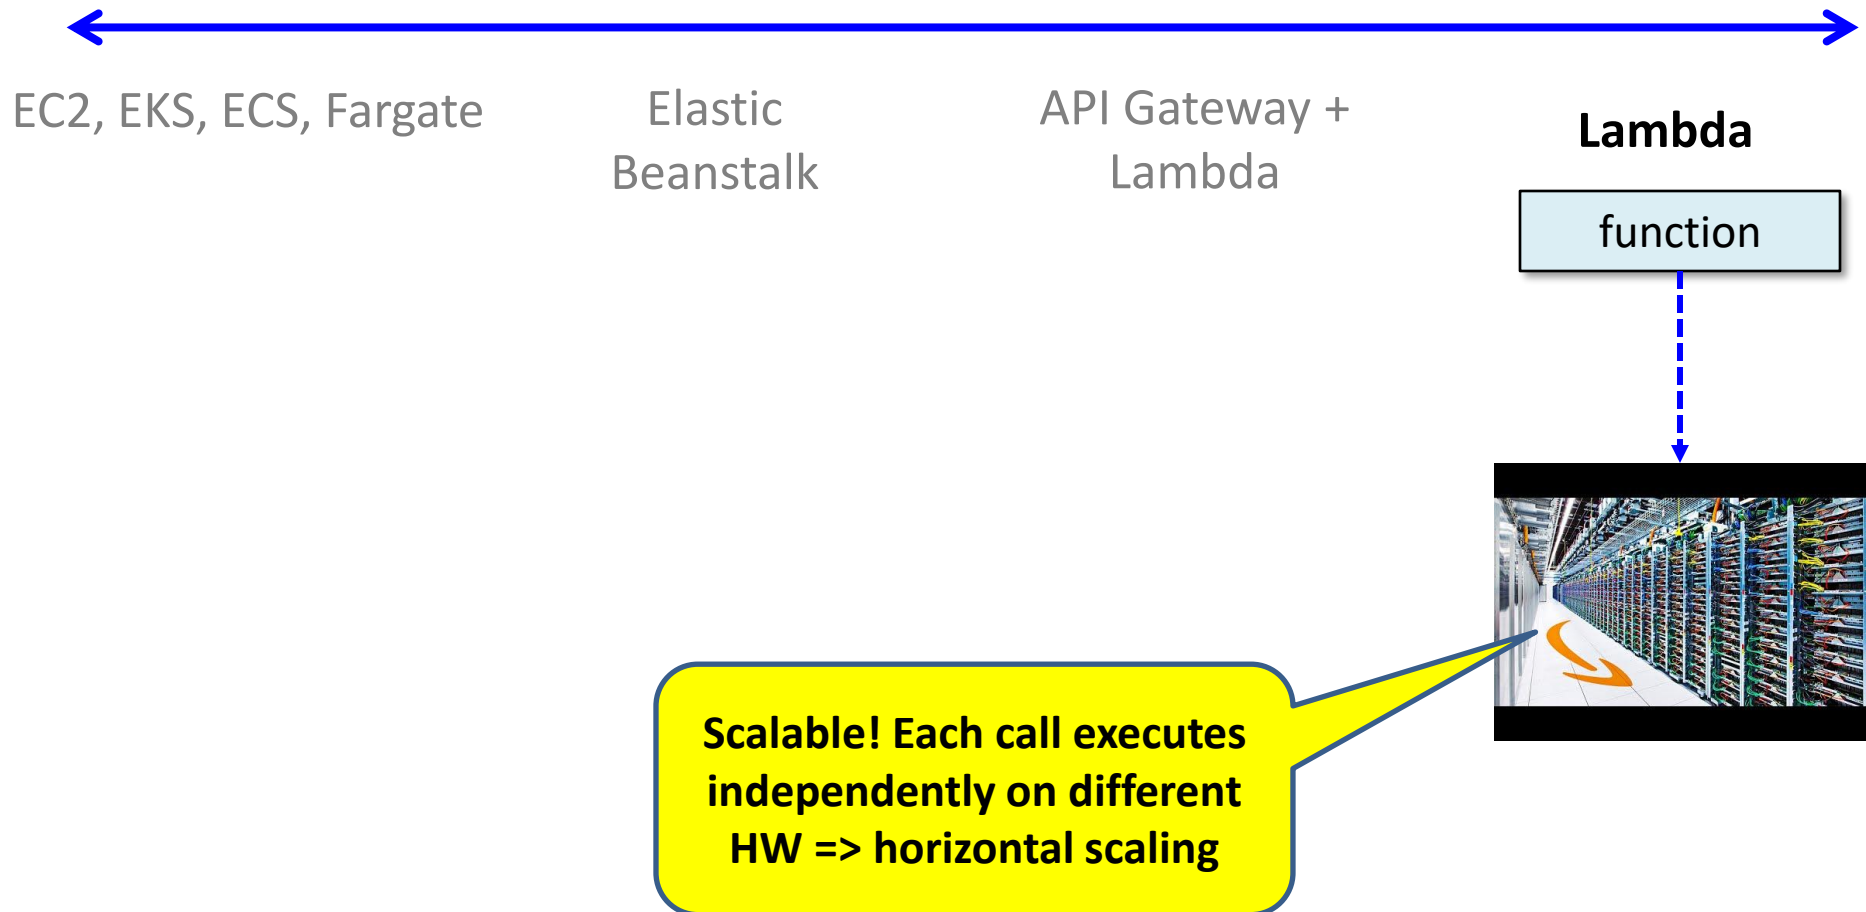 EC2, EKS, ECS, Fargate
Elastic
Beanstalk
API Gateway +
Lambda
Lambda
function
Scalable! Each call executes
independently on different
HW => horizontal scaling